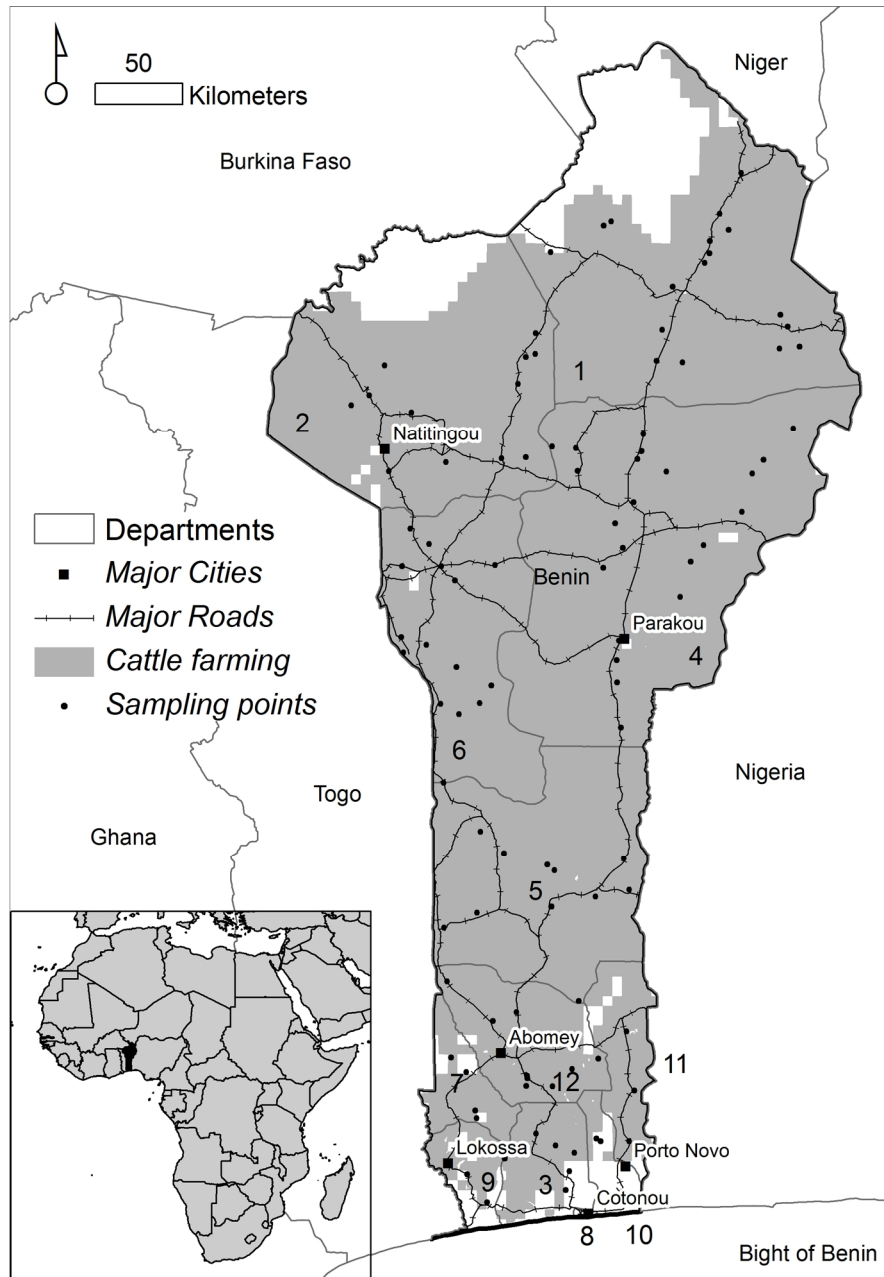 50
Kilometers
Niger
Burkina Faso
1
2
Natitingou
Departments
Major Cities
Benin
Major Roads
Parakou
Cattle farming
4
Sampling points
6
Nigeria
Togo
Ghana
5
Abomey
11
7
12
Lokossa
Porto Novo
9
3
Cotonou
8
10
Bight of Benin